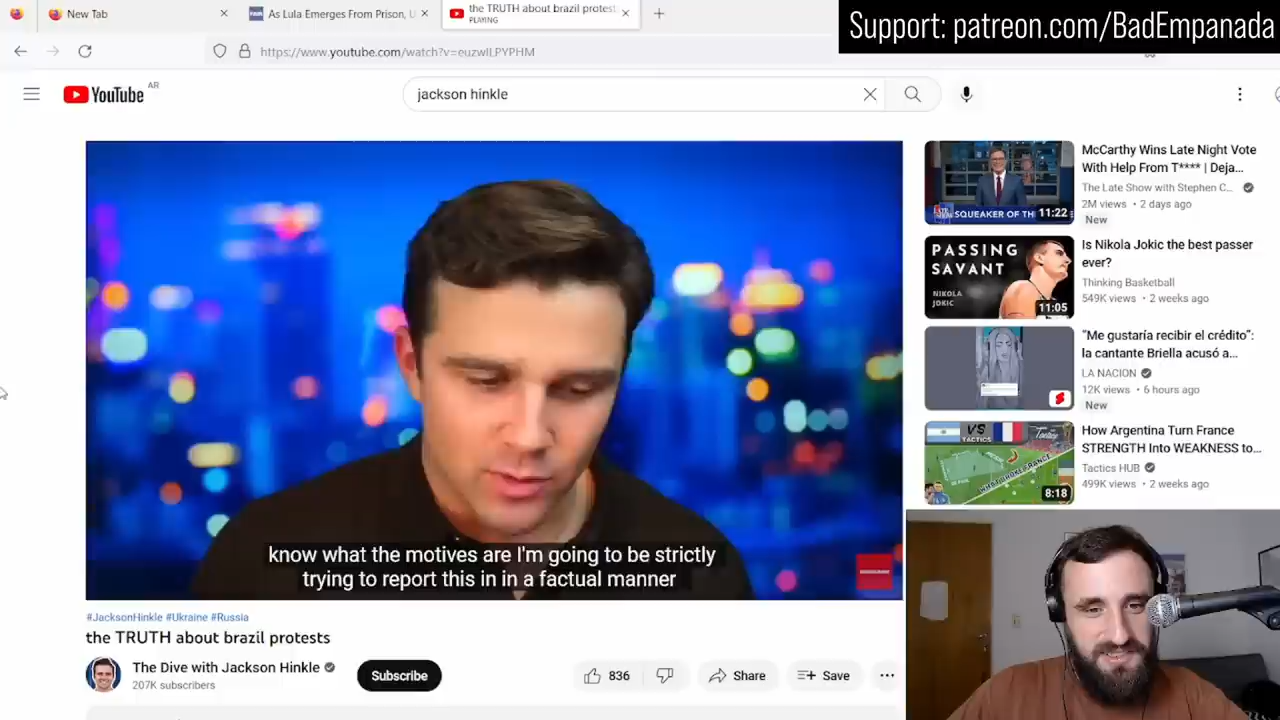 New Tab
As Lula Emerges From Prison, U
the TRUTH about brazil protest
PLAYING
Support: patreon.com/BadEmpanada
https://www.youtube.com/watch?v=euzwlLPYPHM
YouTube AR
jackson hinkle
know what the motives are I'm going to be strictly
trying to report this in in a factual manner
#JacksonHinkle #Ukraine #Russia
the TRUTH about brazil protests
The Dive with Jackson Hinkle
207K subscribers
Subscribe
836
Share
Save
SQUEAKER OF TH
11:22
McCarthy Wins Late Night Vote
With Help From T**** | Deja...
The Late Show with Stephen C...
2M views • 2 days ago
New
PASSING
SAVANT
NIKOLA
JOKIC
11:05
Is Nikola Jokic the best passer
ever?
Thinking Basketball
549K views • 2 weeks ago
“Me gustaría recibir el crédito”:
la cantante Briella acusó a...
LA NACION
12K views • 6 hours ago
New
VS
TACTICS
WHAT BROKE FRANCE
8:18
How Argentina Turn France
STRENGTH Into WEAKNESS to...
Tactics HUB
499K views • 2 weeks ago